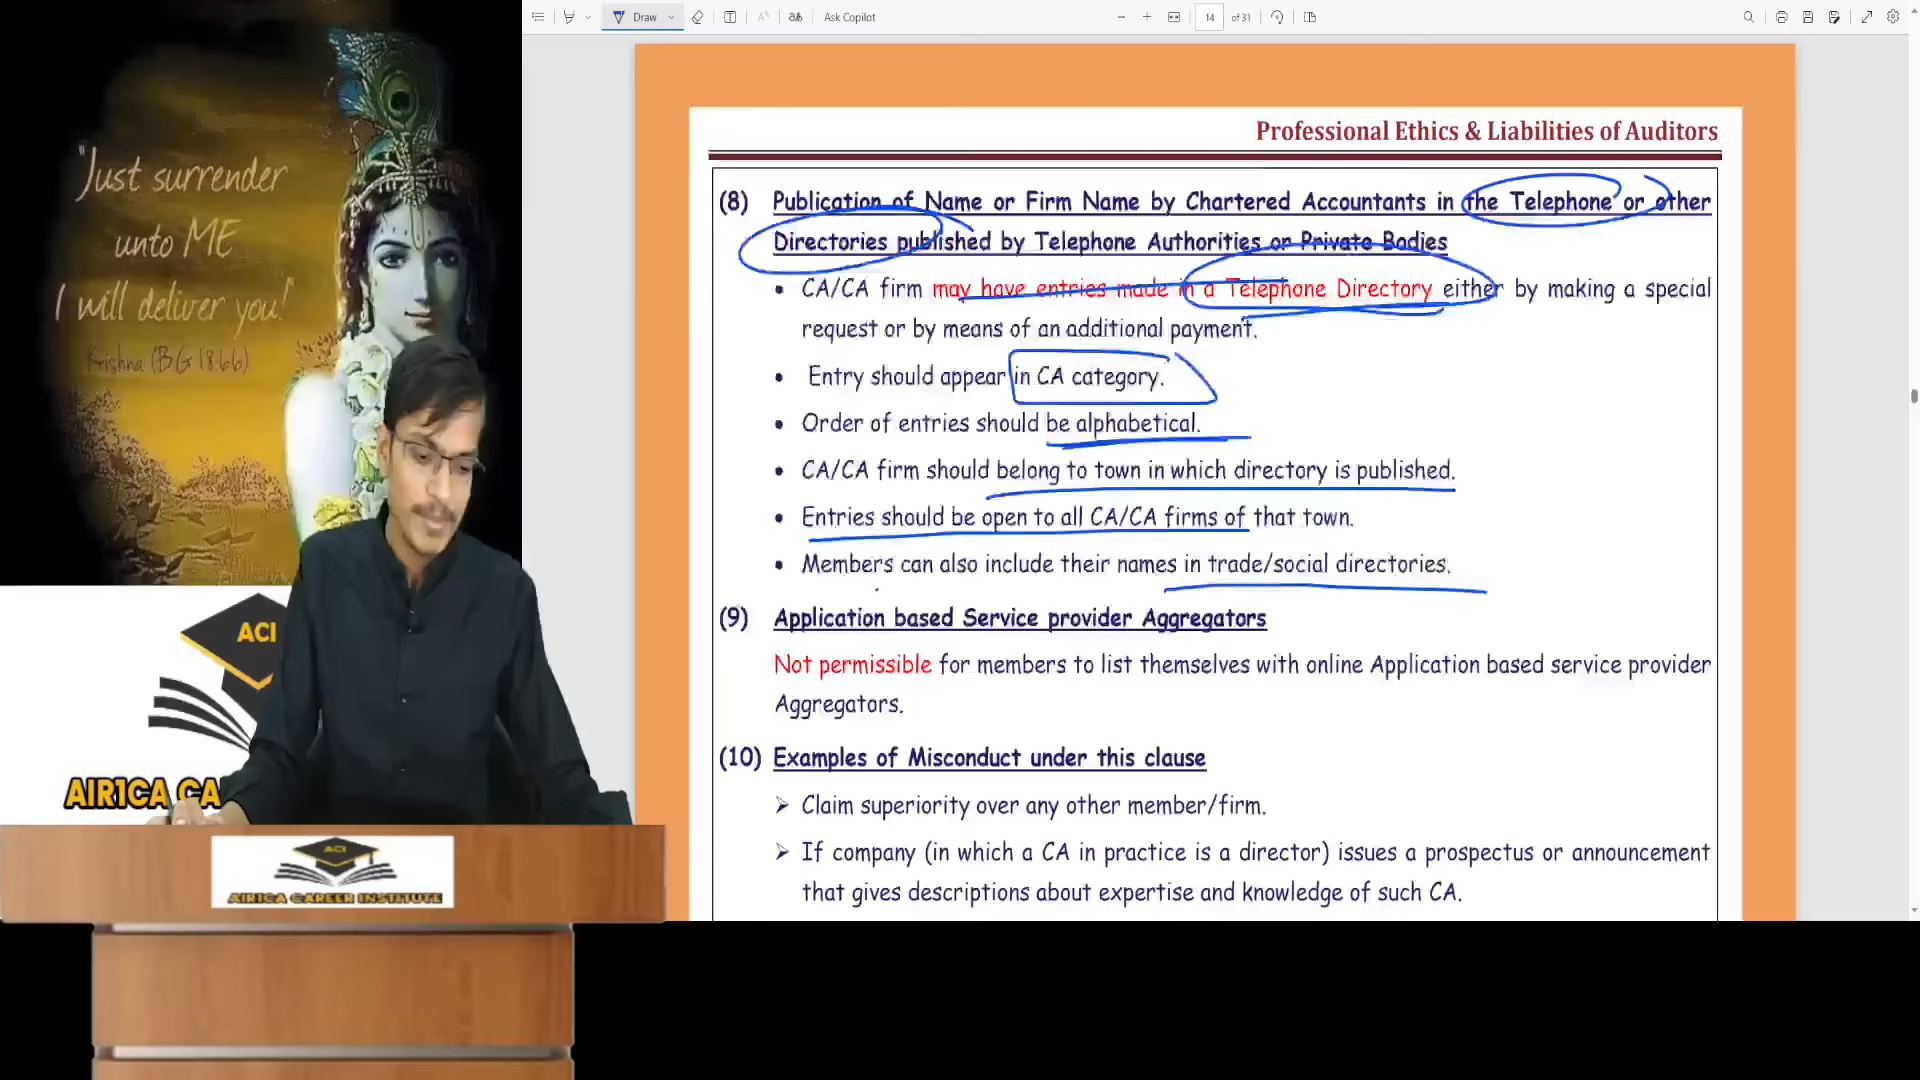 Draw
Ask Copilot
14
of 31
"Just surrender
unto ME
I will deliver you!"
Krishna (B.G 18.66)
ACI
AIR1CA CA
ACI
AIR1CA CAREER INSTITUTE
Professional Ethics & Liabilities of Auditors
(8) Publication of Name or Firm Name by Chartered Accountants in the Telephone or other
Directories published by Telephone Authorities or Private Bodies
• CA/CA firm may have entries made in a Telephone Directory either by making a special
request or by means of an additional payment.
• Entry should appear in CA category.
• Order of entries should be alphabetical.
• CA/CA firm should belong to town in which directory is published.
• Entries should be open to all CA/CA firms of that town.
• Members can also include their names in trade/social directories.
(9) Application based Service provider Aggregators
Not permissible for members to list themselves with online Application based service provider
Aggregators.
(10) Examples of Misconduct under this clause
➢ Claim superiority over any other member/firm.
➢ If company (in which a CA in practice is a director) issues a prospectus or announcement
that gives descriptions about expertise and knowledge of such CA.